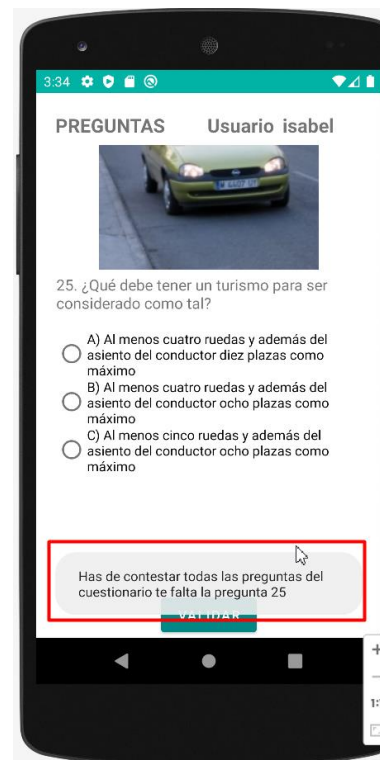 3:34
PREGUNTAS Usuario isabel
25. ¿Qué debe tener un turismo para ser
considerado como tal?
A) Al menos cuatro ruedas y además del
asiento del conductor diez plazas como
máximo
B) Al menos cuatro ruedas y además del
asiento del conductor ocho plazas como
máximo
C) Al menos cinco ruedas y además del
asiento del conductor ocho plazas como
máximo
Has de contestar todas las preguntas del
cuestionario te falta la pregunta 25
VALIDAR